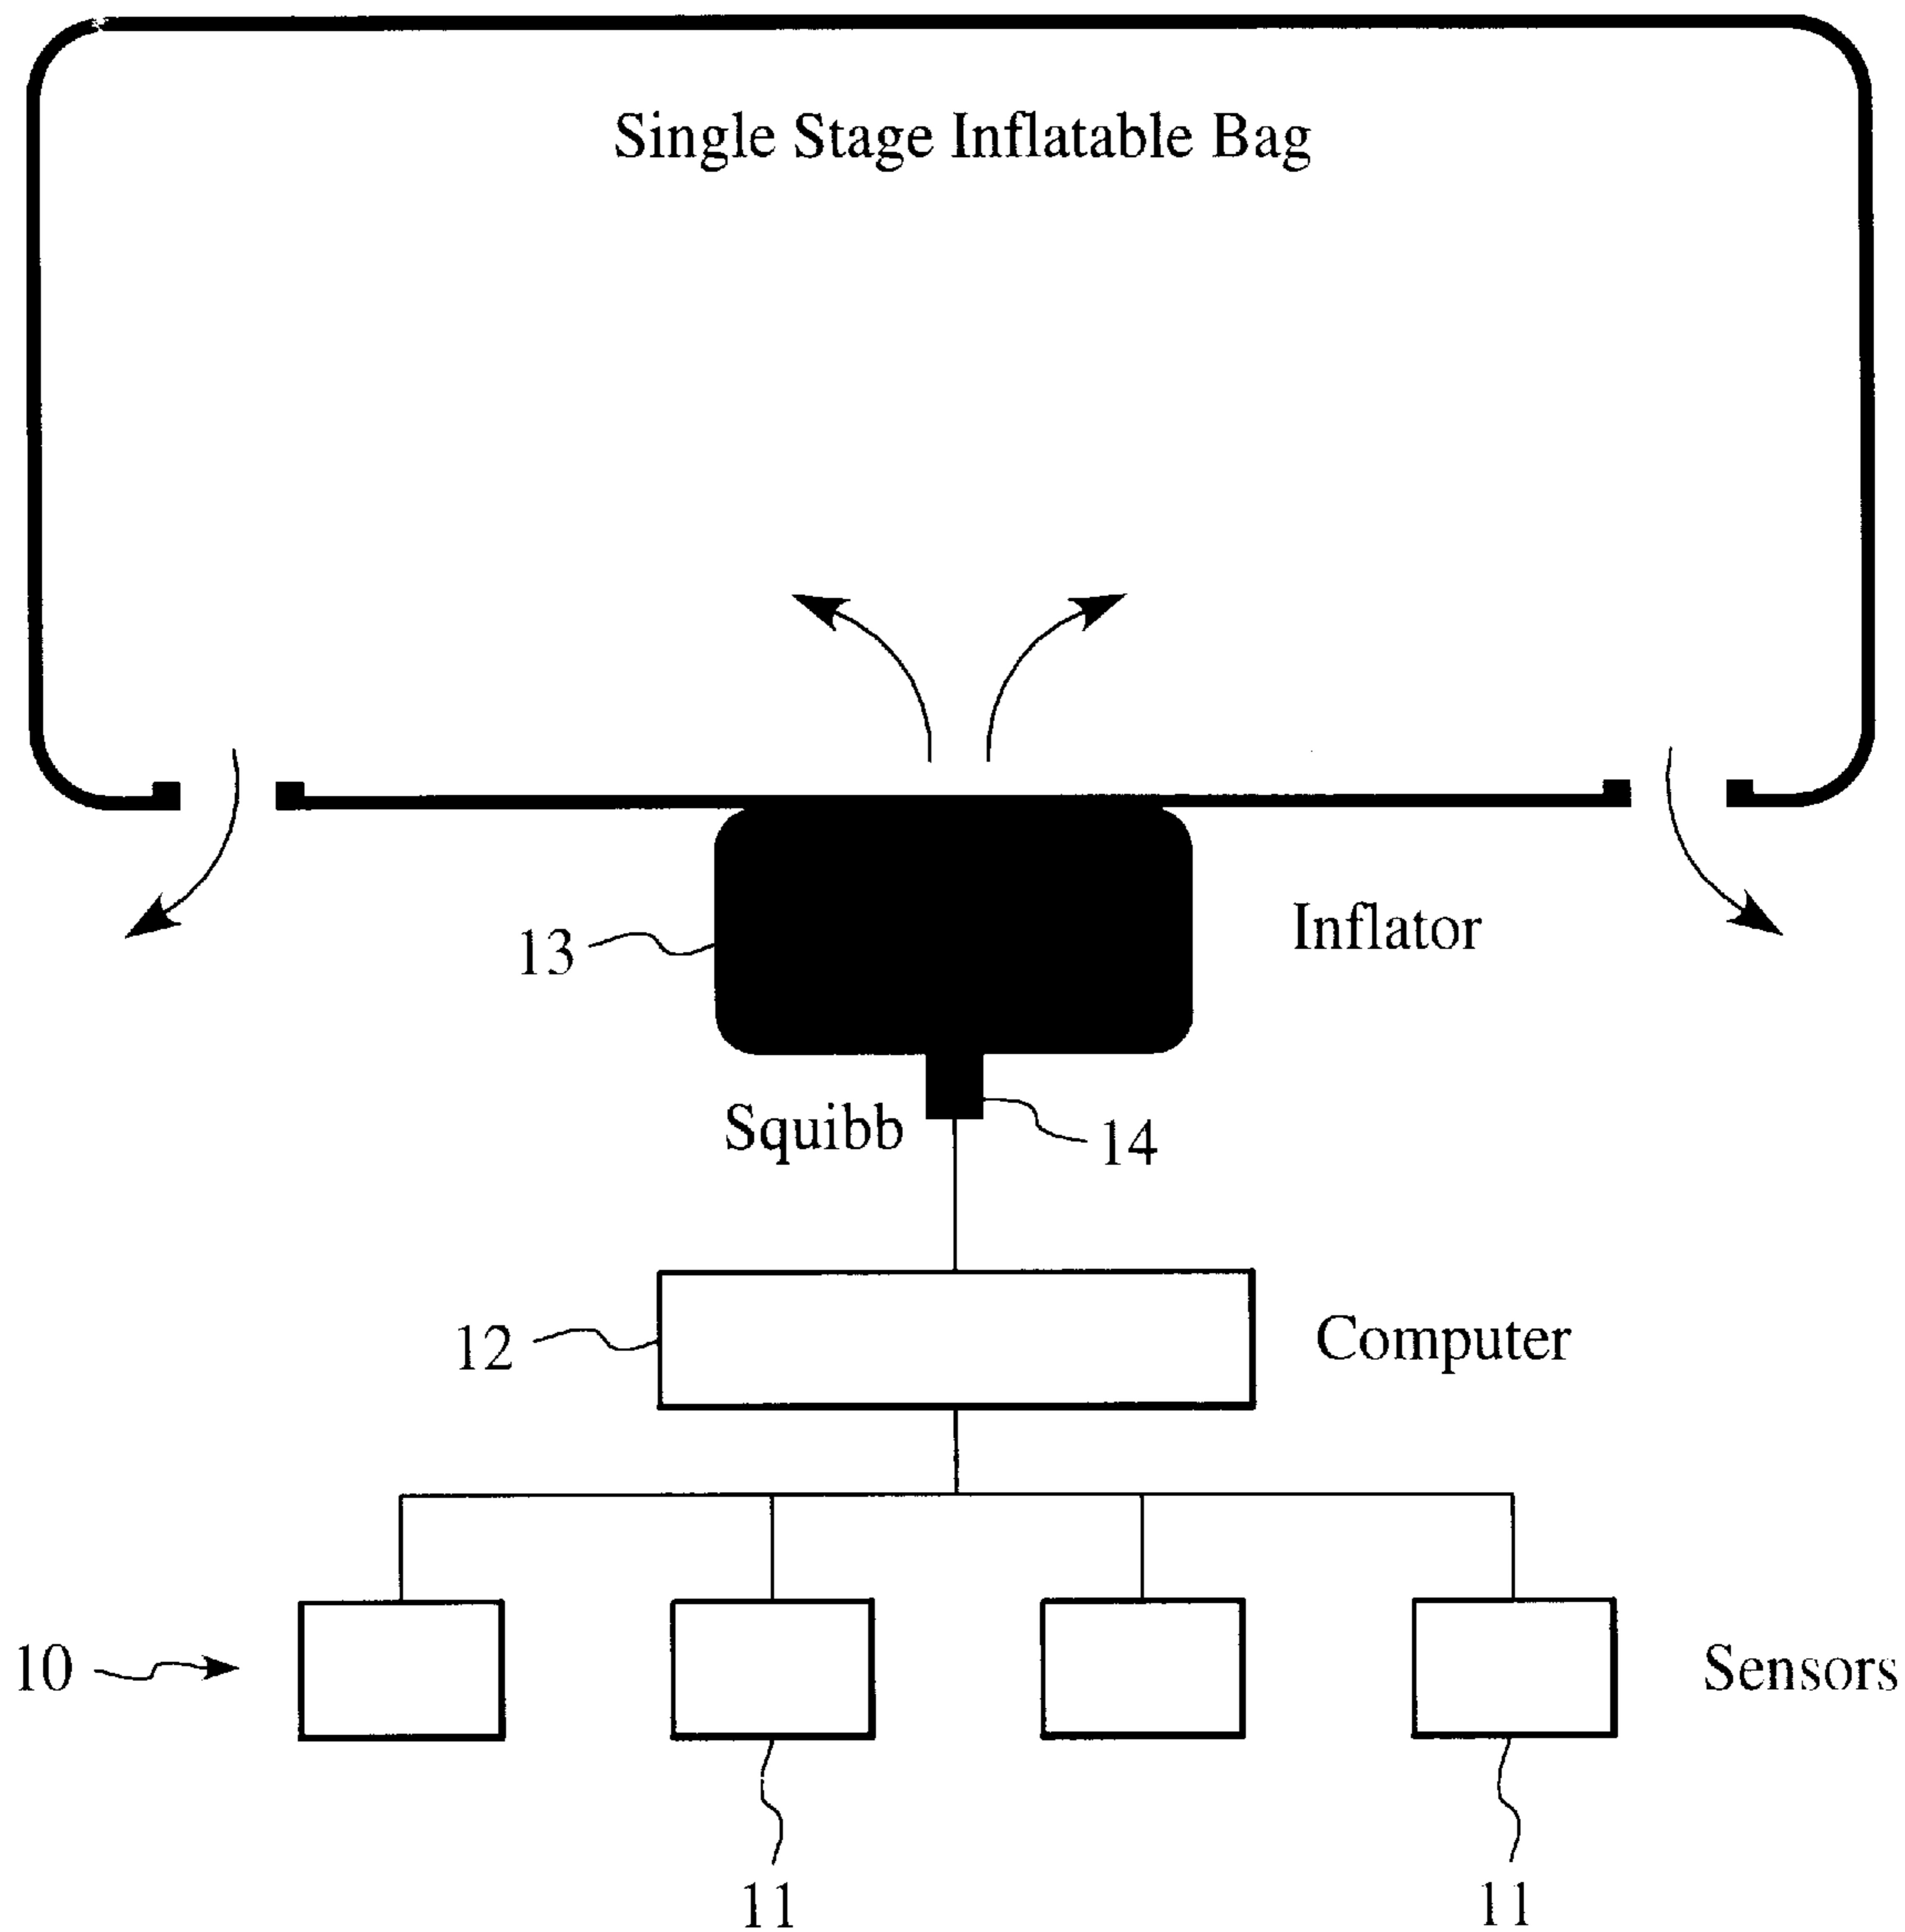 Single Stage Inflatable Bag
Inflator
13
Squibb
14
12
Computer
10
Sensors
11
11